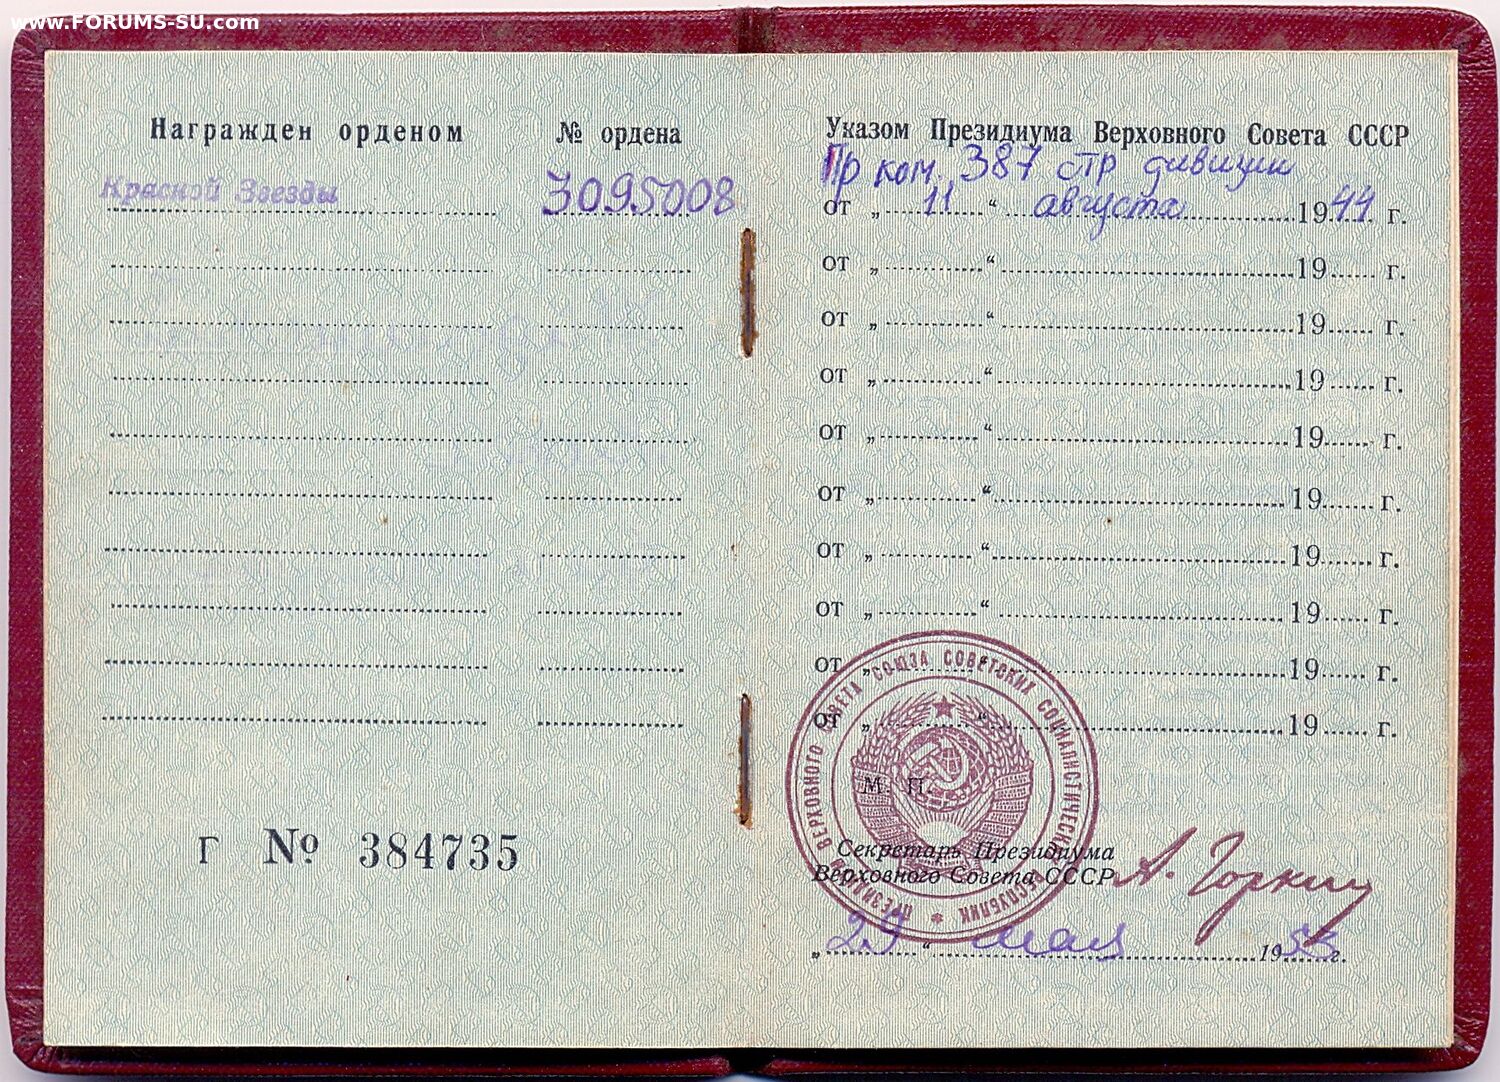 www.FORUMS-SU.com
Награжден орденом № ордена
Красной Звезды 3095008
Г № 384735
Указом Президиума Верховного Совета СССР
Пр ком. 387 стр дивизии
от „ 11 “ августа 1944 г.
от „ “ 19 г.
от „ “ 19 г.
от „ “ 19 г.
от „ “ 19 г.
от „ “ 19 г.
от „ “ 19 г.
от „ “ 19 г.
от „ “ 19 г.
от „ “ 19 г.
ПРЕЗИДИУМ ВЕРХОВНОГО СОВЕТА СОЮЗА СОВЕТСКИХ СОЦИАЛИСТИЧЕСКИХ РЕСПУБЛИК
М. П.
Секретарь Президиума
Верховного Совета СССР А. Горкин
„ 29 “ мая 1953 г.